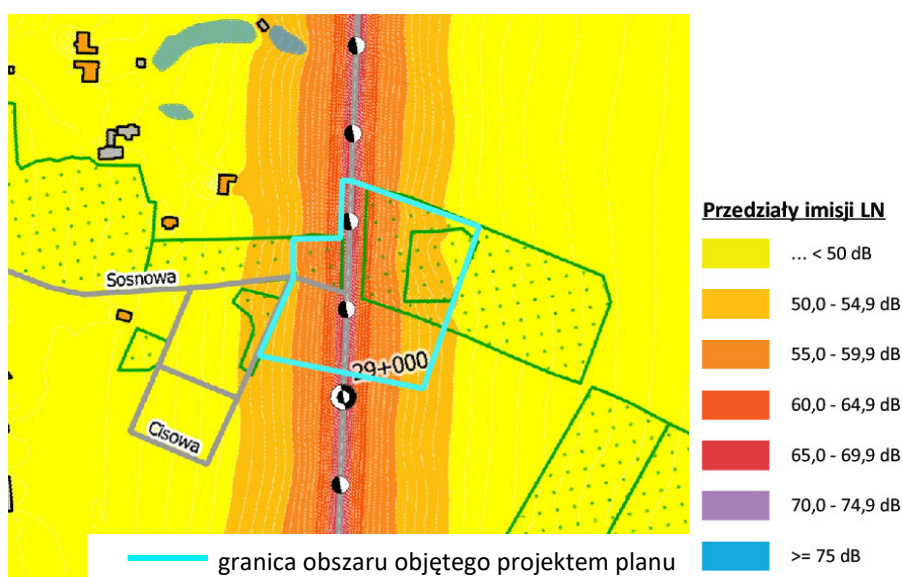 Sosnowa
29+000
Cisowa
granica obszaru objętego projektem planu
Przedziały imisji LN
... < 50 dB
50,0 - 54,9 dB
55,0 - 59,9 dB
60,0 - 64,9 dB
65,0 - 69,9 dB
70,0 - 74,9 dB
>= 75 dB